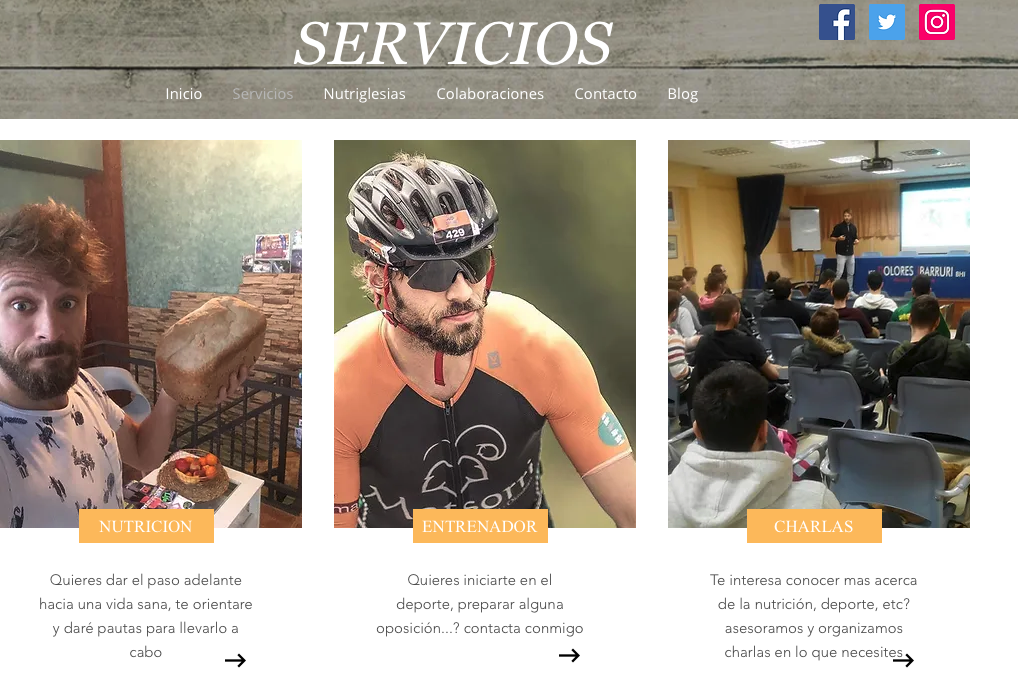 SERVICIOS
Inicio Servicios Nutriglesias Colaboraciones Contacto Blog
429
NUTRICION
Quieres dar el paso adelante
hacia una vida sana, te orientare
y daré pautas para llevarlo a
cabo
ENTRENADOR
Quieres iniciarte en el
deporte, preparar alguna
oposición...? contacta conmigo
CHARLAS
Te interesa conocer mas acerca
de la nutrición, deporte, etc?
asesoramos y organizamos
charlas en lo que necesites